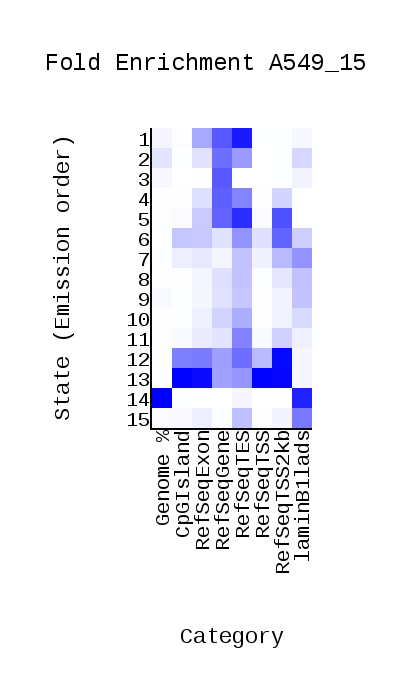 Fold Enrichment A549_15
State (Emission order)
1
2
3
4
5
6
7
8
9
10
11
12
13
14
15
Genome %
CpGIsland
RefSeqExon
RefSeqGene
RefSeqTES
RefSeqTSS
RefSeqTSS2kb
laminB1lads
Category